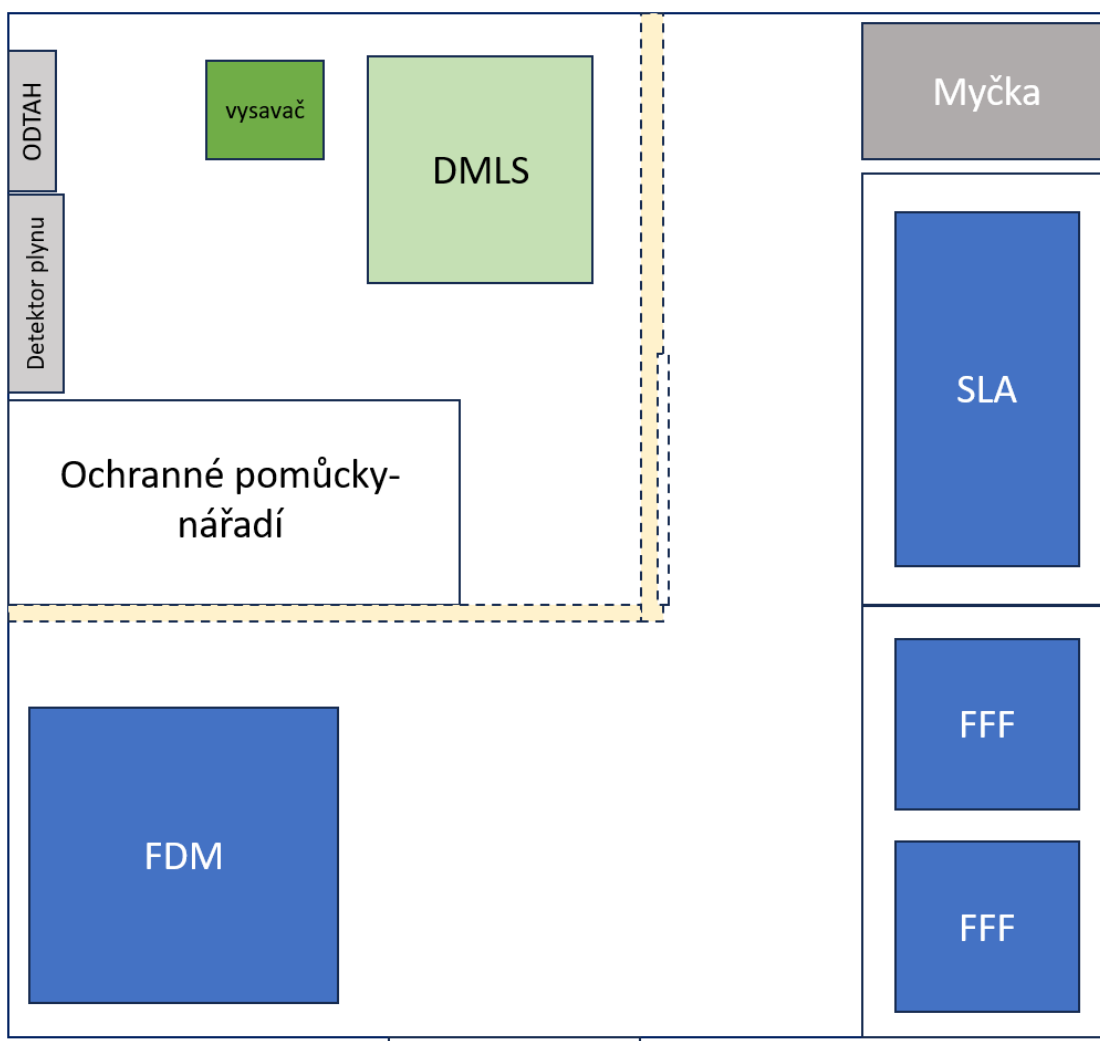 ODTAH
vysavač
DMLS
Myčka
Detektor plynu
SLA
Ochranné pomůcky-
nářadí
FFF
FDM
FFF